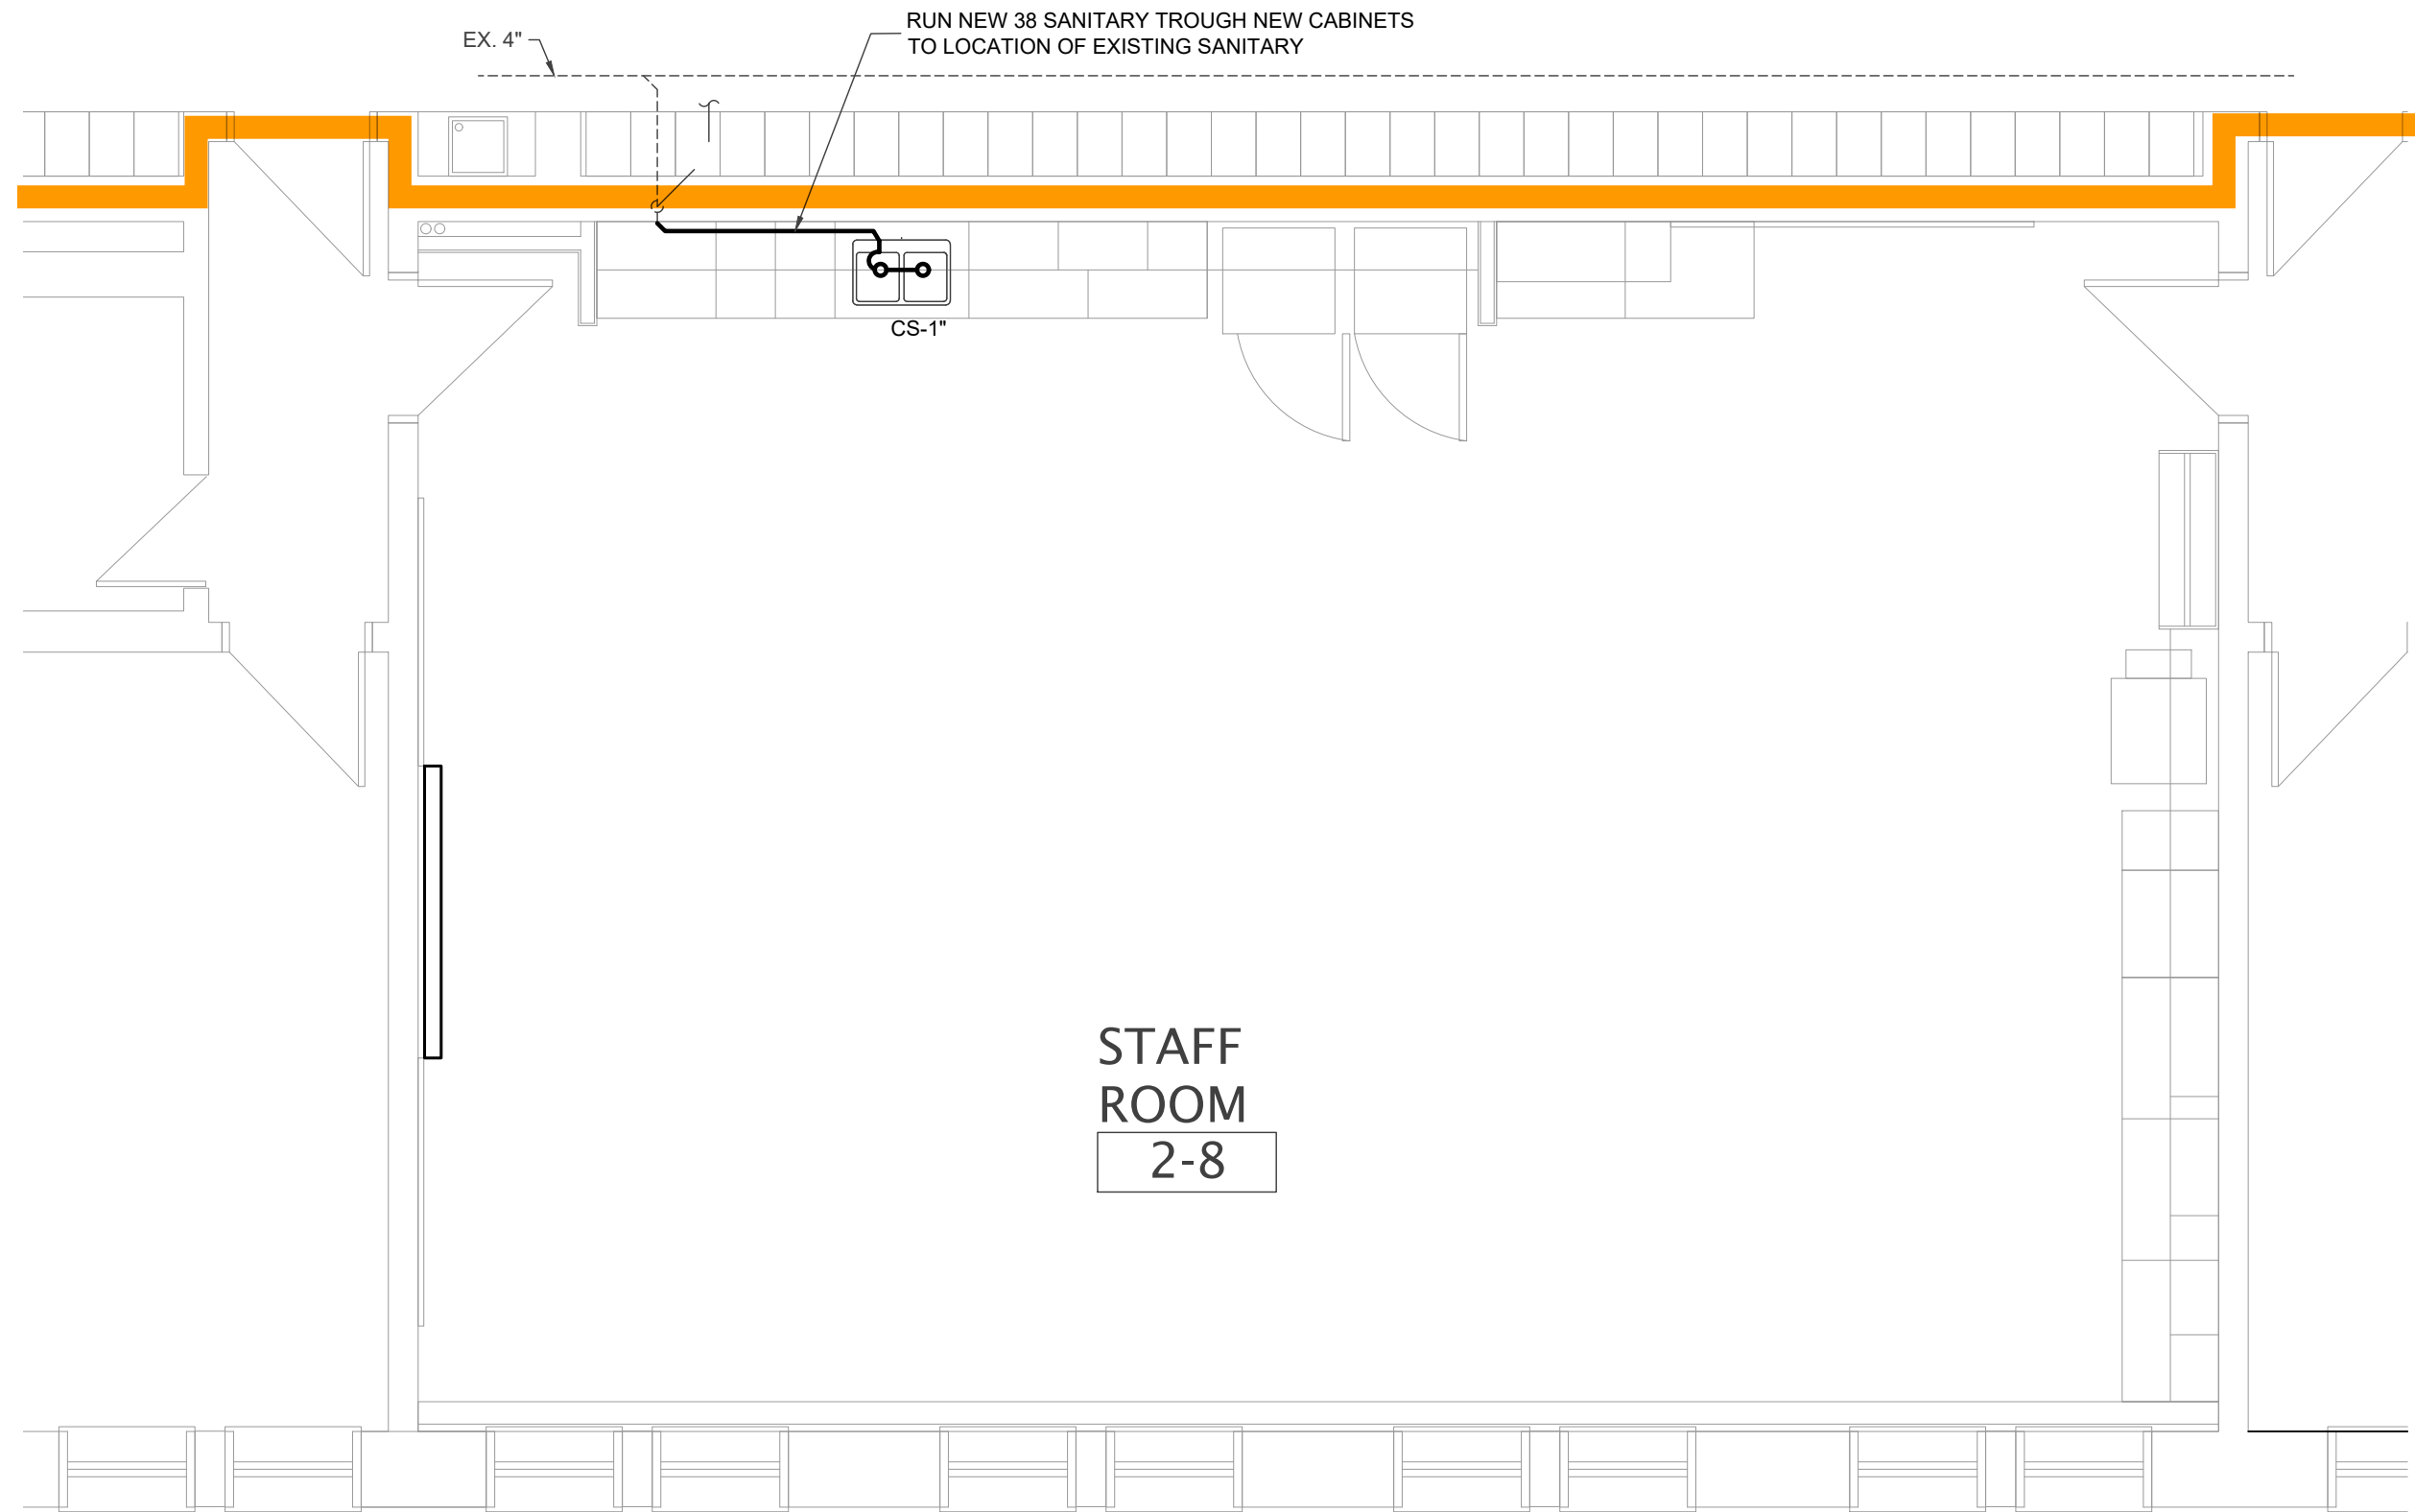 RUN NEW 38 SANITARY TROUGH NEW CABINETS
TO LOCATION OF EXISTING SANITARY
EX. 4"
CS-1"
STAFF
ROOM
2-8